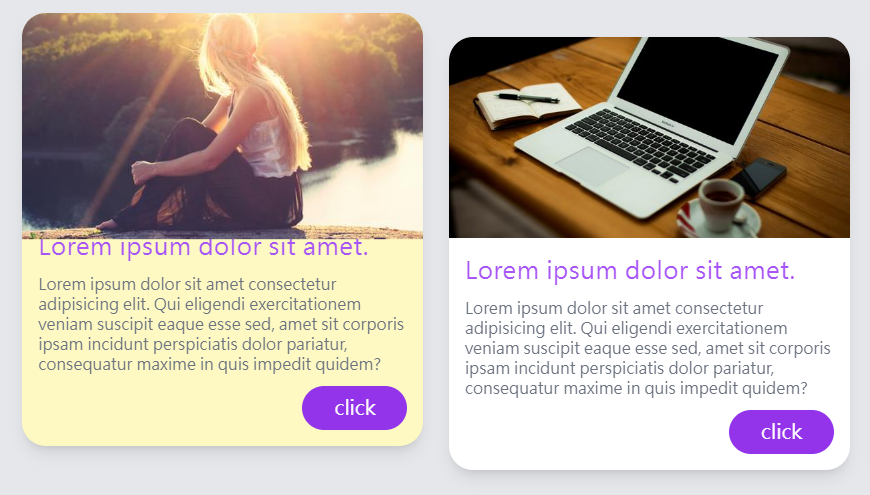 Lorem ipsum dolor sit amet.
Lorem ipsum dolor sit amet consectetur
adipisicing elit. Qui eligendi exercitationem
veniam suscipit eaque esse sed, amet sit corporis
ipsam incidunt perspiciatis dolor pariatur,
consequatur maxime in quis impedit quidem?
click
Lorem ipsum dolor sit amet.
Lorem ipsum dolor sit amet consectetur
adipisicing elit. Qui eligendi exercitationem
veniam suscipit eaque esse sed, amet sit corporis
ipsam incidunt perspiciatis dolor pariatur,
consequatur maxime in quis impedit quidem?
click